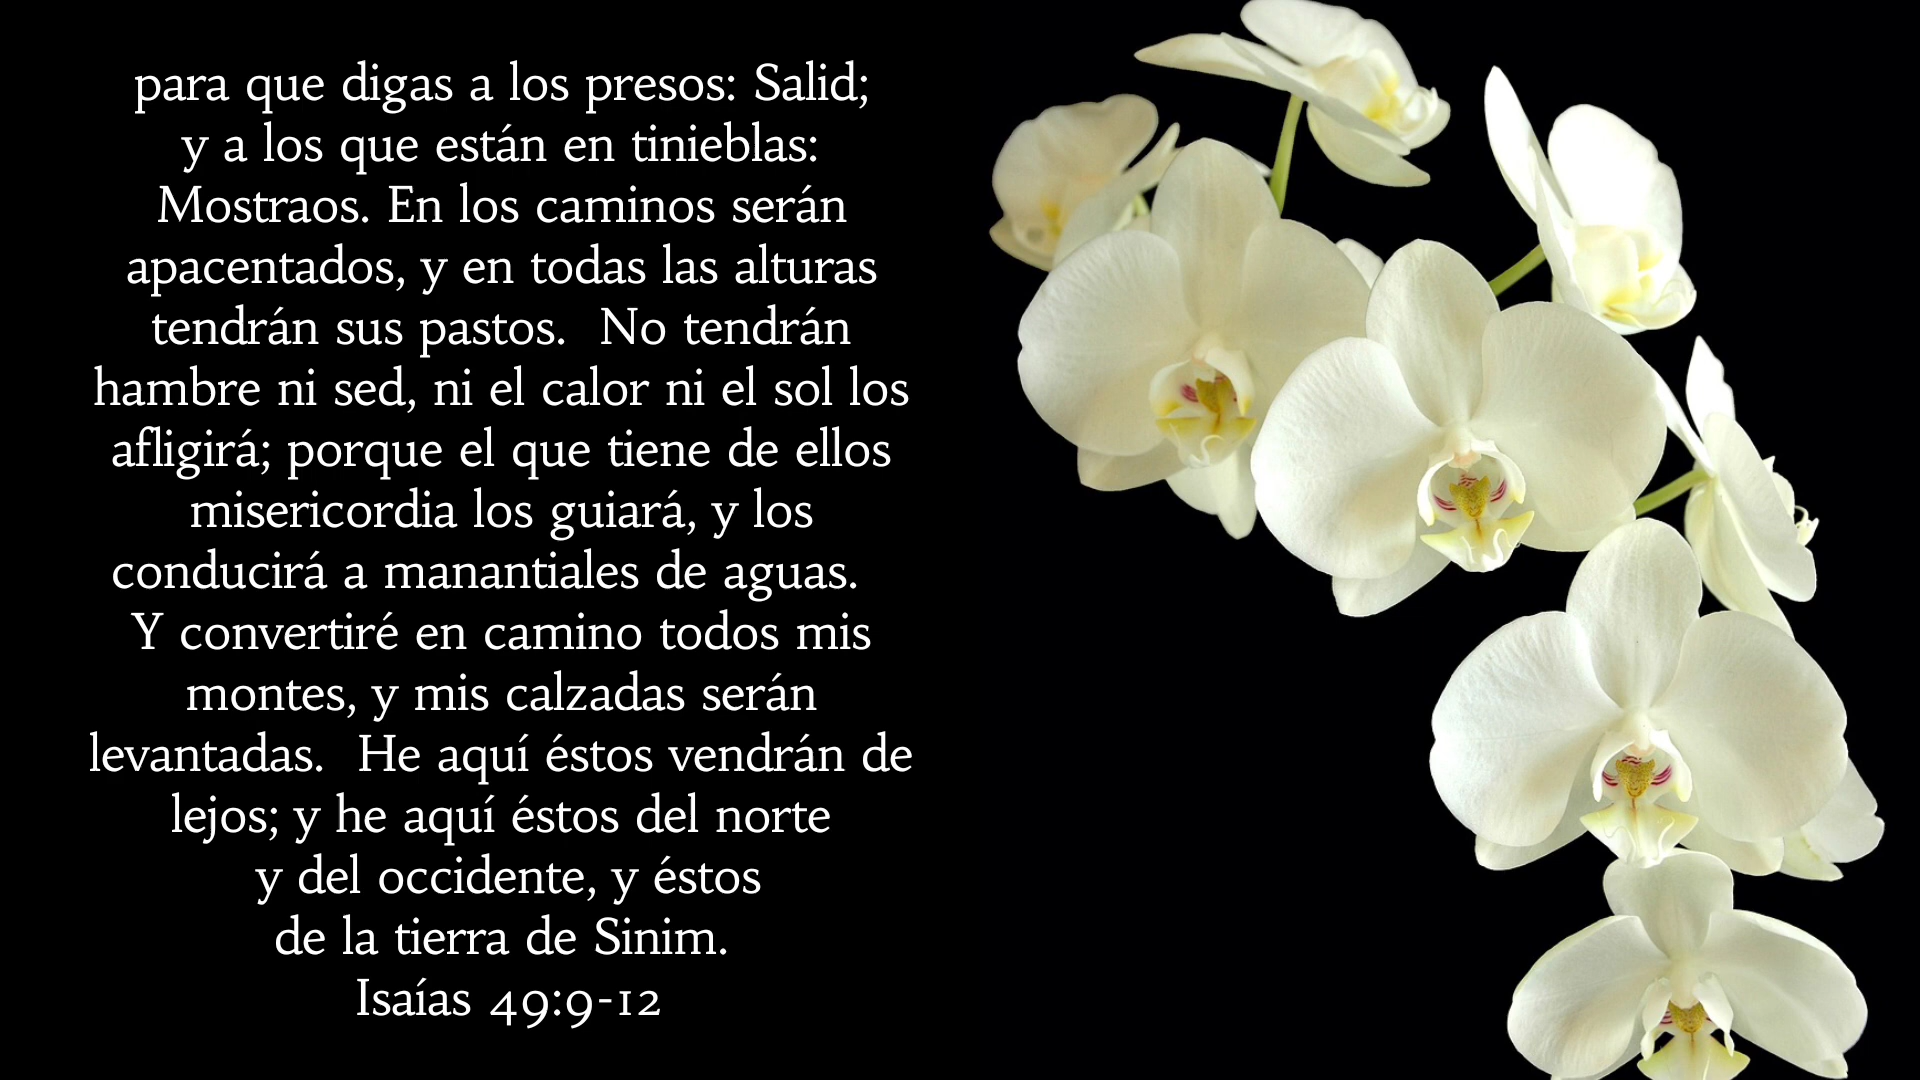 para que digas a los presos: Salid;
y a los que están en tinieblas:
Mostraos. En los caminos serán
apacentados, y en todas las alturas
tendrán sus pastos.  No tendrán
hambre ni sed, ni el calor ni el sol los
afligirá; porque el que tiene de ellos
misericordia los guiará, y los
conducirá a manantiales de aguas.
Y convertiré en camino todos mis
montes, y mis calzadas serán
levantadas.  He aquí éstos vendrán de
lejos; y he aquí éstos del norte
y del occidente, y éstos
de la tierra de Sinim.
Isaías 49:9-12